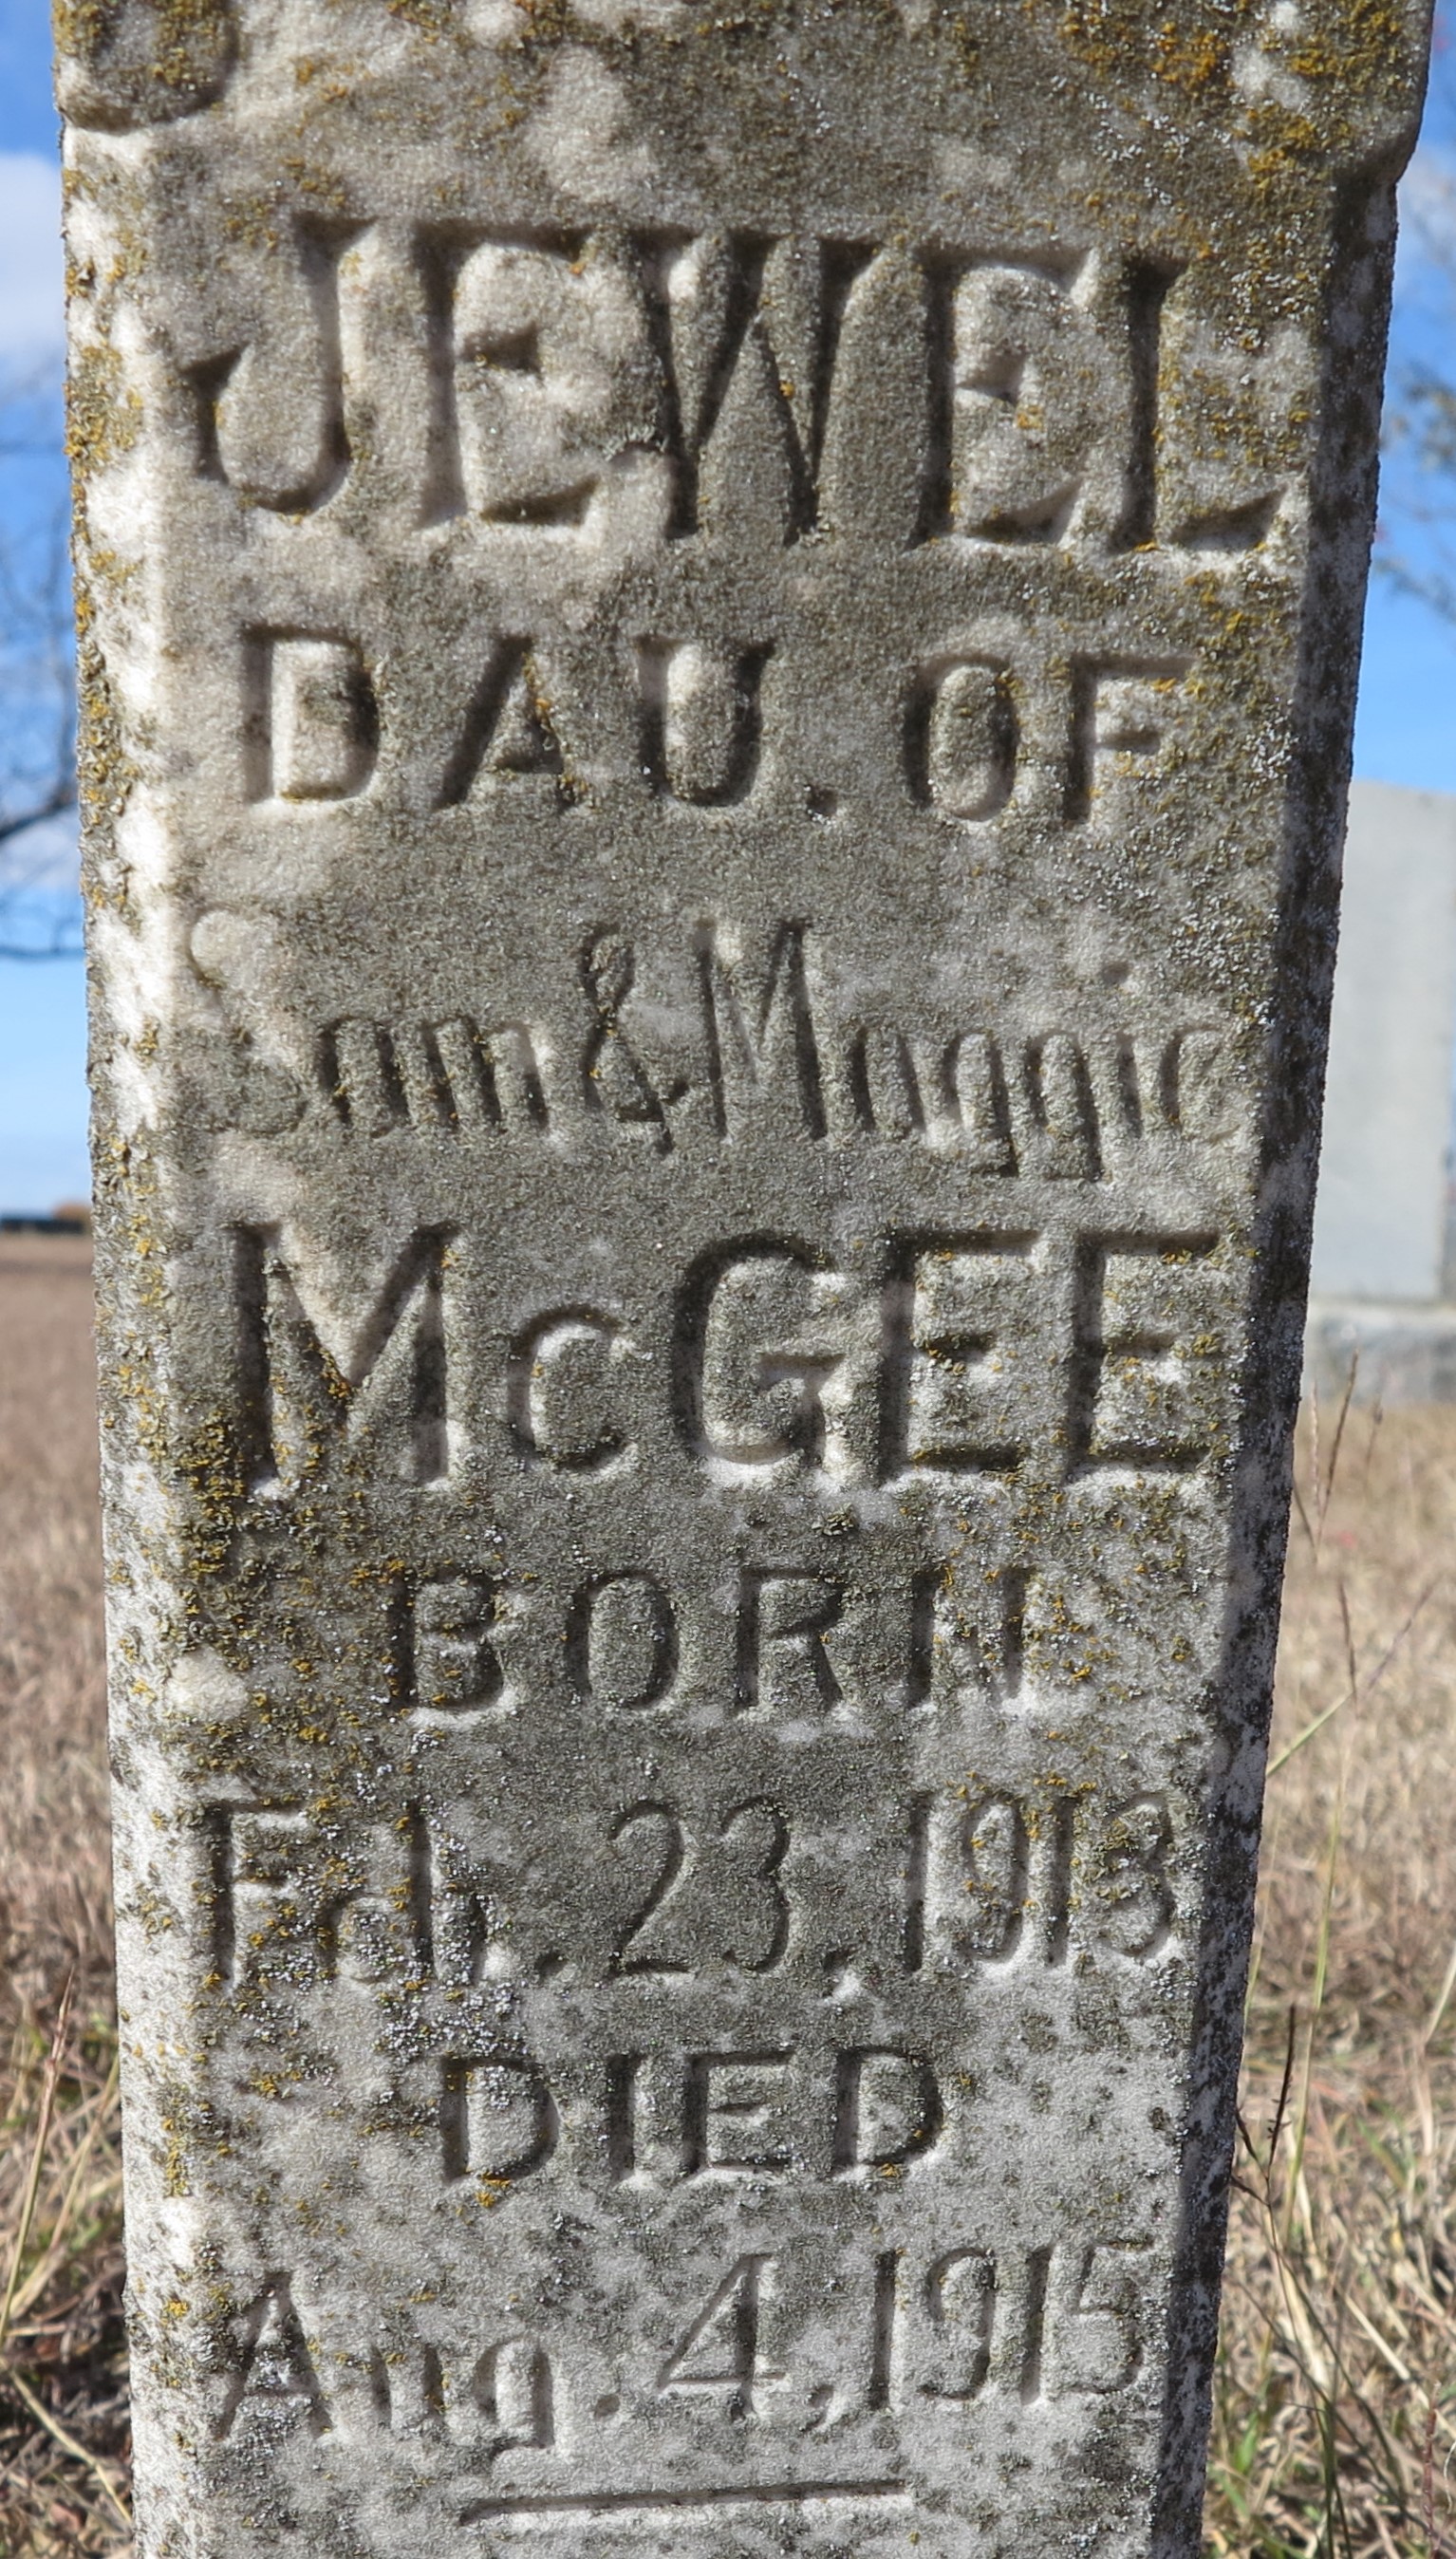 JEWEL
DAU. OF
Sam & Maggie
McGEE
BORN
Feb. 23, 1913
DIED
Aug. 4, 1915